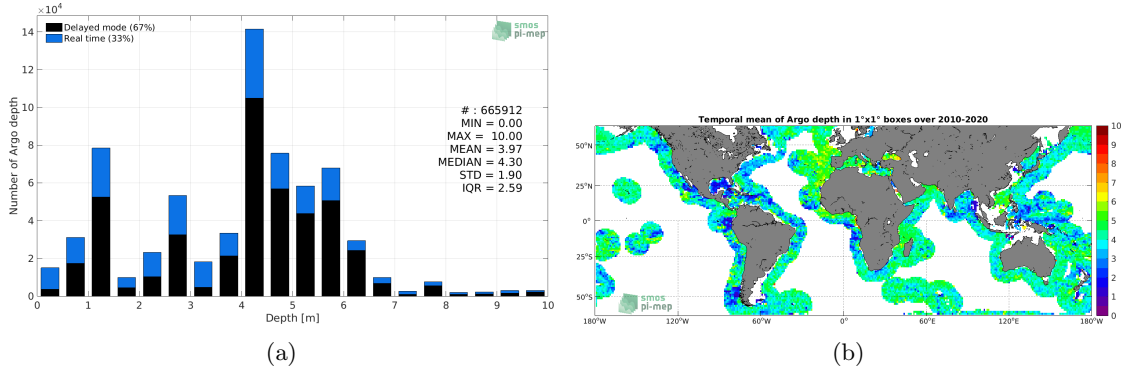 ×10⁴
Delayed mode (67%)
Real time (33%)
smos
pi-mep
14
12
10
8
6
4
2
0
Number of Argo depth
# : 665912
MIN = 0.00
MAX = 10.00
MEAN = 3.97
MEDIAN = 4.30
STD = 1.90
IQR = 2.59
0 1 2 3 4 5 6 7 8 9 10
Depth [m]
(a)
Temporal mean of Argo depth in 1°x1° boxes over 2010-2020
50°N
25°N
0°
25°S
50°S
180°W 120°W 60°W 0° 60°E 120°E 180°E
smos
pi-mep
10
9
8
7
6
5
4
3
2
1
0
(b)